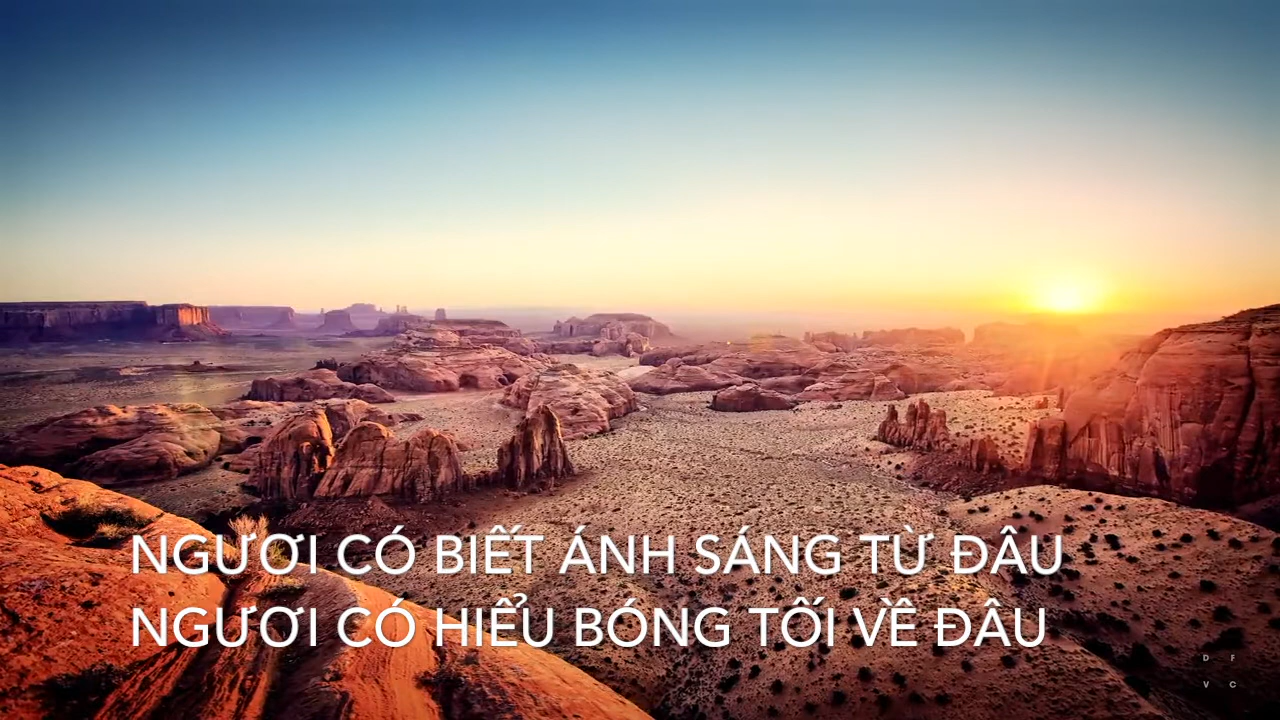 NGƯƠI CÓ BIẾT ÁNH SÁNG TỪ ĐÂU
NGƯƠI CÓ HIỂU BÓNG TỐI VỀ ĐÂU
D F
V C